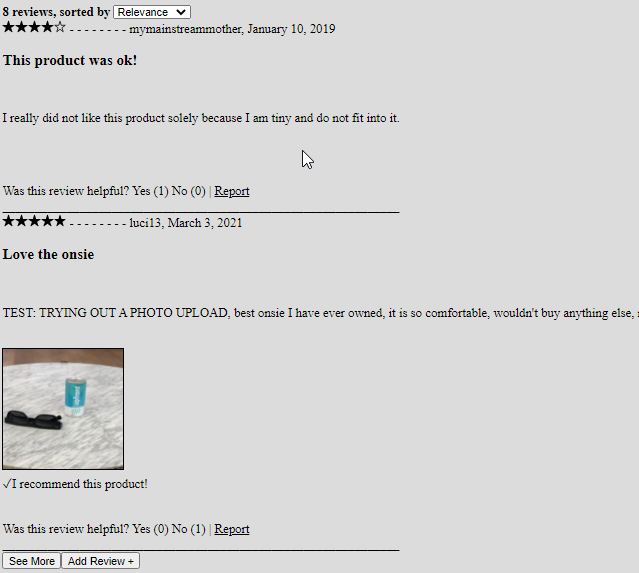 8 reviews, sorted by Relevance
★★★★☆ - - - - - - - - mymainstreammother, January 10, 2019
This product was ok!
I really did not like this product solely because I am tiny and do not fit into it.
Was this review helpful? Yes (1) No (0) | Report
★★★★★ - - - - - - - - luci13, March 3, 2021
Love the onsie
TEST: TRYING OUT A PHOTO UPLOAD, best onsie I have ever owned, it is so comfortable, wouldn't buy anything else,
✓I recommend this product!
Was this review helpful? Yes (0) No (1) | Report
See More Add Review +